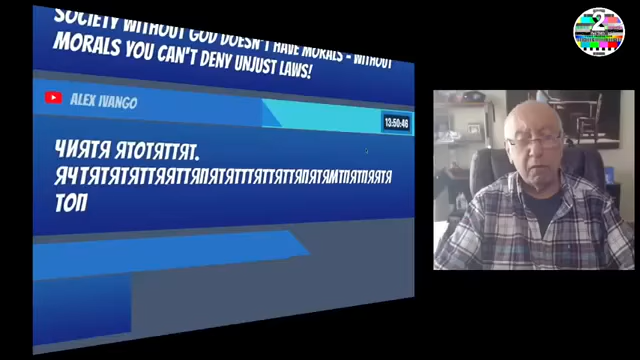 SOCIETY WITHOUT GOD DOESN'T HAVE MORALS - WITHOUT
MORALS YOU CAN'T DENY UNJUST LAWS!
ALEX IVANGO
13:50:46
ЧИЯТЯ ЯТОТЯТТЯТ.
ТОП
2